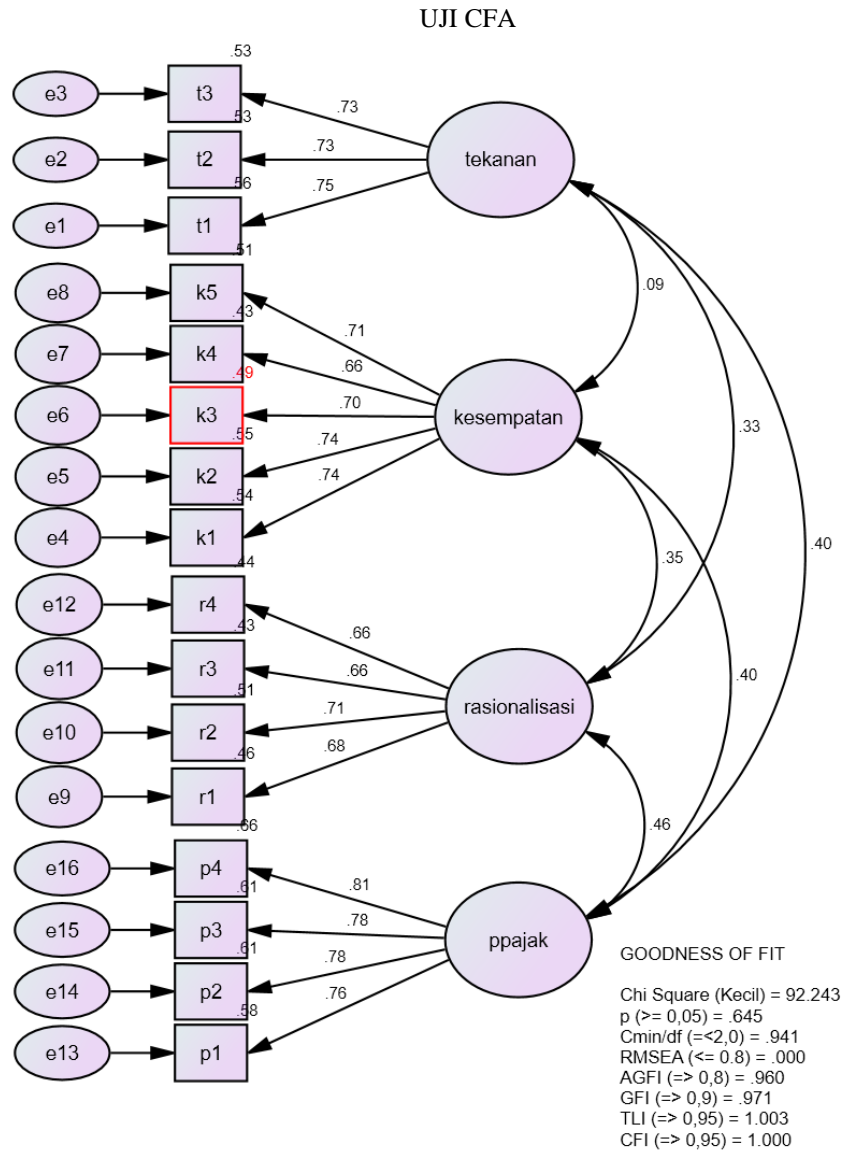 UJI CFA
.53
e3 t3 .73
.53
e2 t2 .73 tekanan
.56
e1 t1 .75
.51
e8 k5 .71 .09
.43
e7 k4 .66
.49
e6 k3 .70 kesempatan .33
.55
e5 k2 .74
.54
e4 k1 .74 .35 .40
.44
e12 r4 .66
.43
e11 r3 .66 .40
.51
e10 r2 .71 rasionalisasi
.46
e9 r1 .68 .46
.66
e16 p4 .81
.61
e15 p3 .78 ppajak
.61
e14 p2 .78
.58
e13 p1 .76
GOODNESS OF FIT
Chi Square (Kecil) = 92.243
p (>= 0,05) = .645
Cmin/df (=<2,0) = .941
RMSEA (<= 0.8) = .000
AGFI (=> 0,8) = .960
GFI (=> 0,9) = .971
TLI (=> 0,95) = 1.003
CFI (=> 0,95) = 1.000